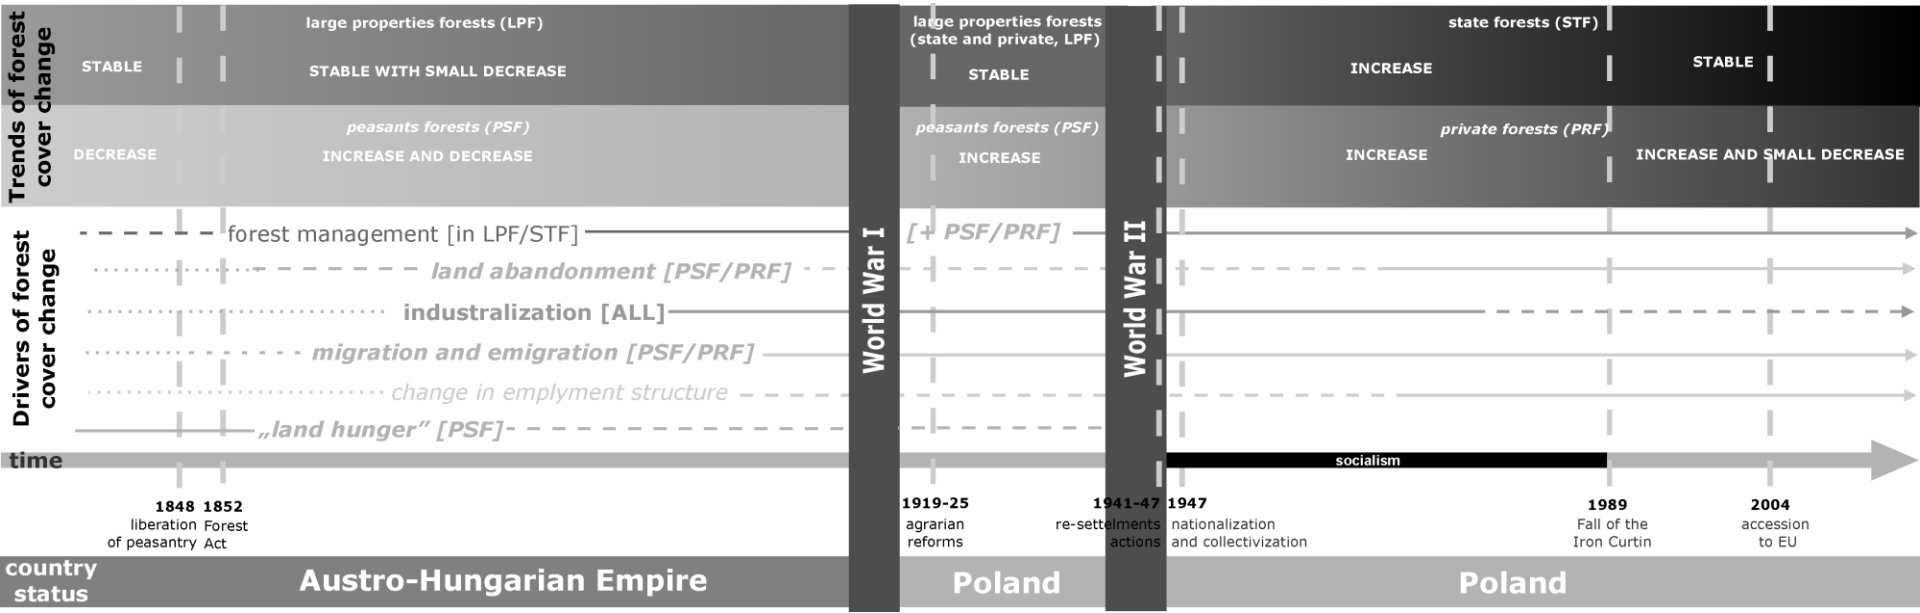 Trends of forest
cover change
large properties forests (LPF)
STABLE
STABLE WITH SMALL DECREASE
peasants forests (PSF)
DECREASE
INCREASE AND DECREASE
large properties forests
(state and private, LPF)
STABLE
peasants forests (PSF)
INCREASE
state forests (STF)
INCREASE
STABLE
private forests (PRF)
INCREASE
INCREASE AND SMALL DECREASE
Drivers of forest
cover change
forest management [in LPF/STF]
[+ PSF/PRF]
land abandonment [PSF/PRF]
industralization [ALL]
migration and emigration [PSF/PRF]
change in emplyment structure
„land hunger” [PSF]
World War I
World War II
time
socialism
1848
liberation
of peasantry
1852
Forest
Act
1919-25
agrarian
reforms
1941-47
re-settelments
actions
1947
nationalization
and collectivization
1989
Fall of the
Iron Curtin
2004
accession
to EU
country
status
Austro-Hungarian Empire
Poland
Poland